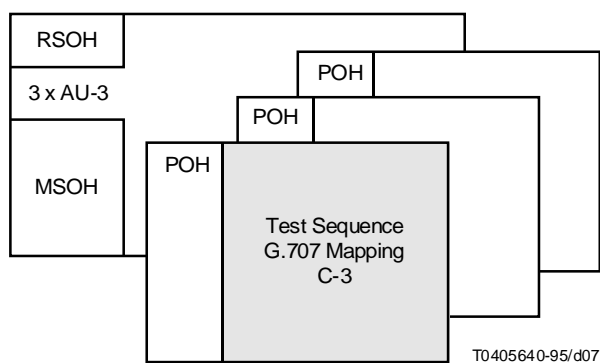 RSOH
POH
3 x AU-3
POH
POH
MSOH
Test Sequence
G.707 Mapping
C-3
T0405640-95/d07